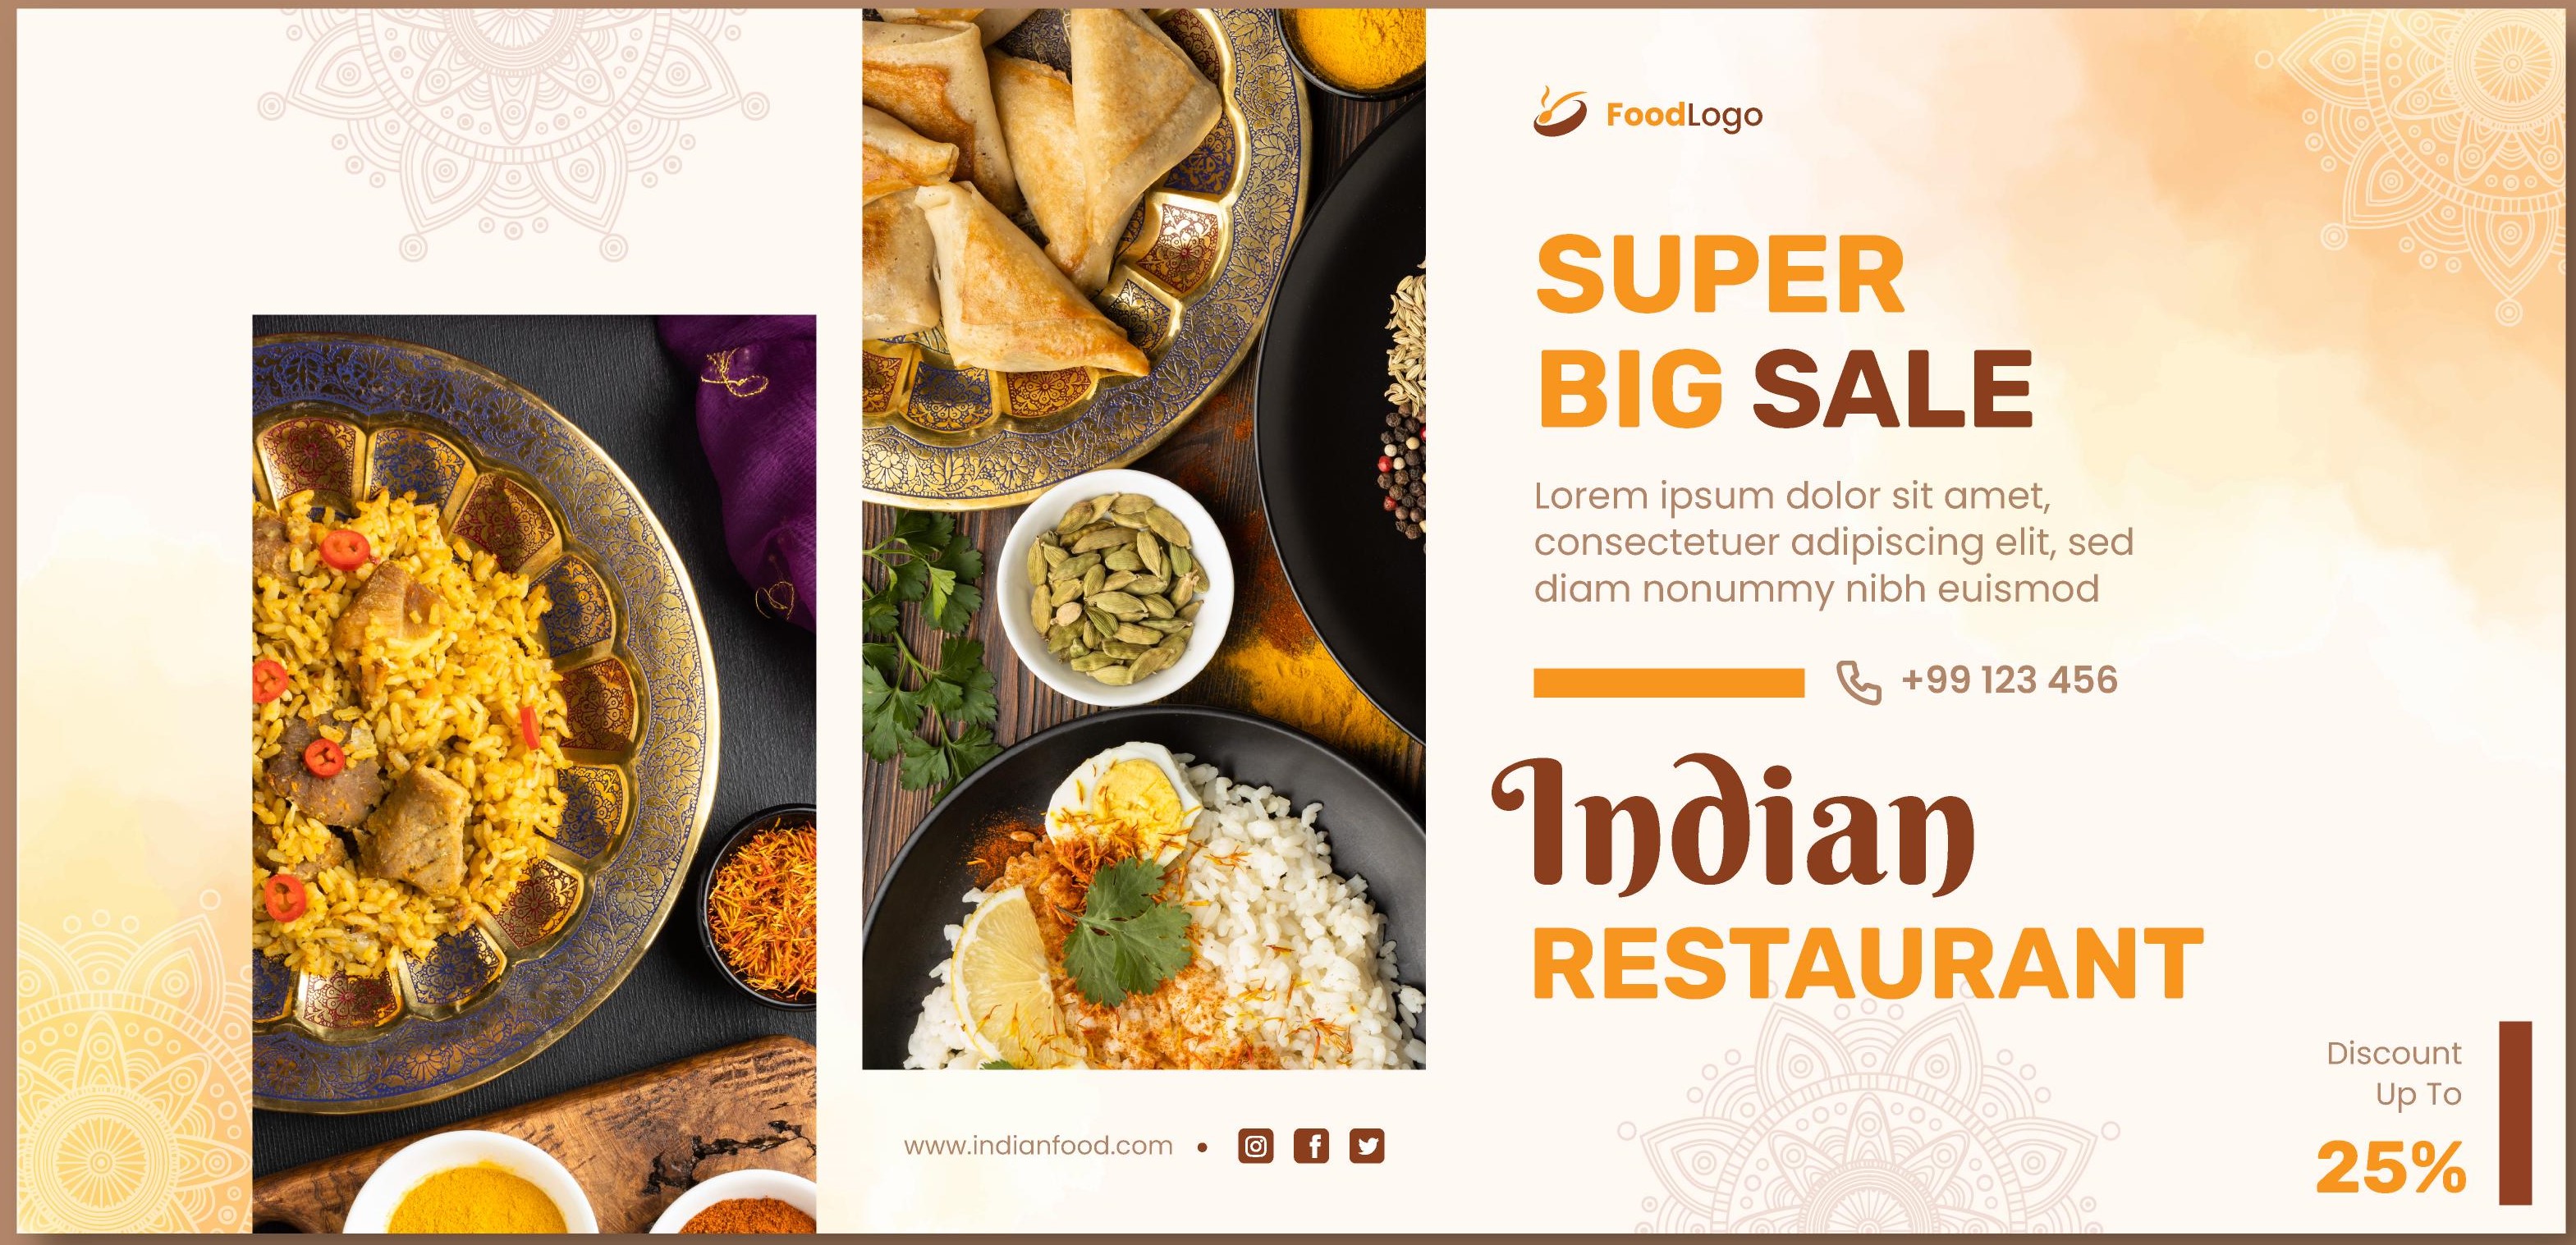 FoodLogo
SUPER
BIG SALE
Lorem ipsum dolor sit amet,
consectetuer adipiscing elit, sed
diam nonummy nibh euismod
+99 123 456
Indian
RESTAURANT
Discount
Up To
25%
www.indianfood.com